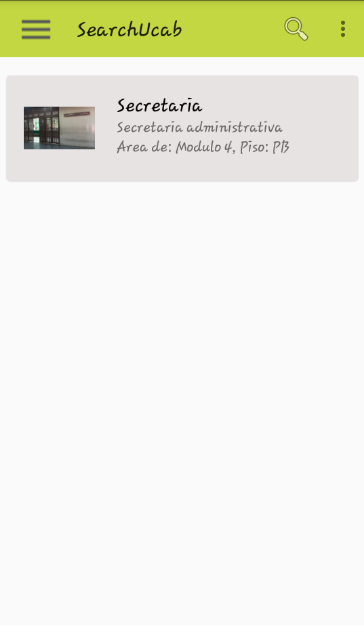 SearchUcab
Secretaria
Secretaria administrativa
Area de: Modulo 4, Piso: PB